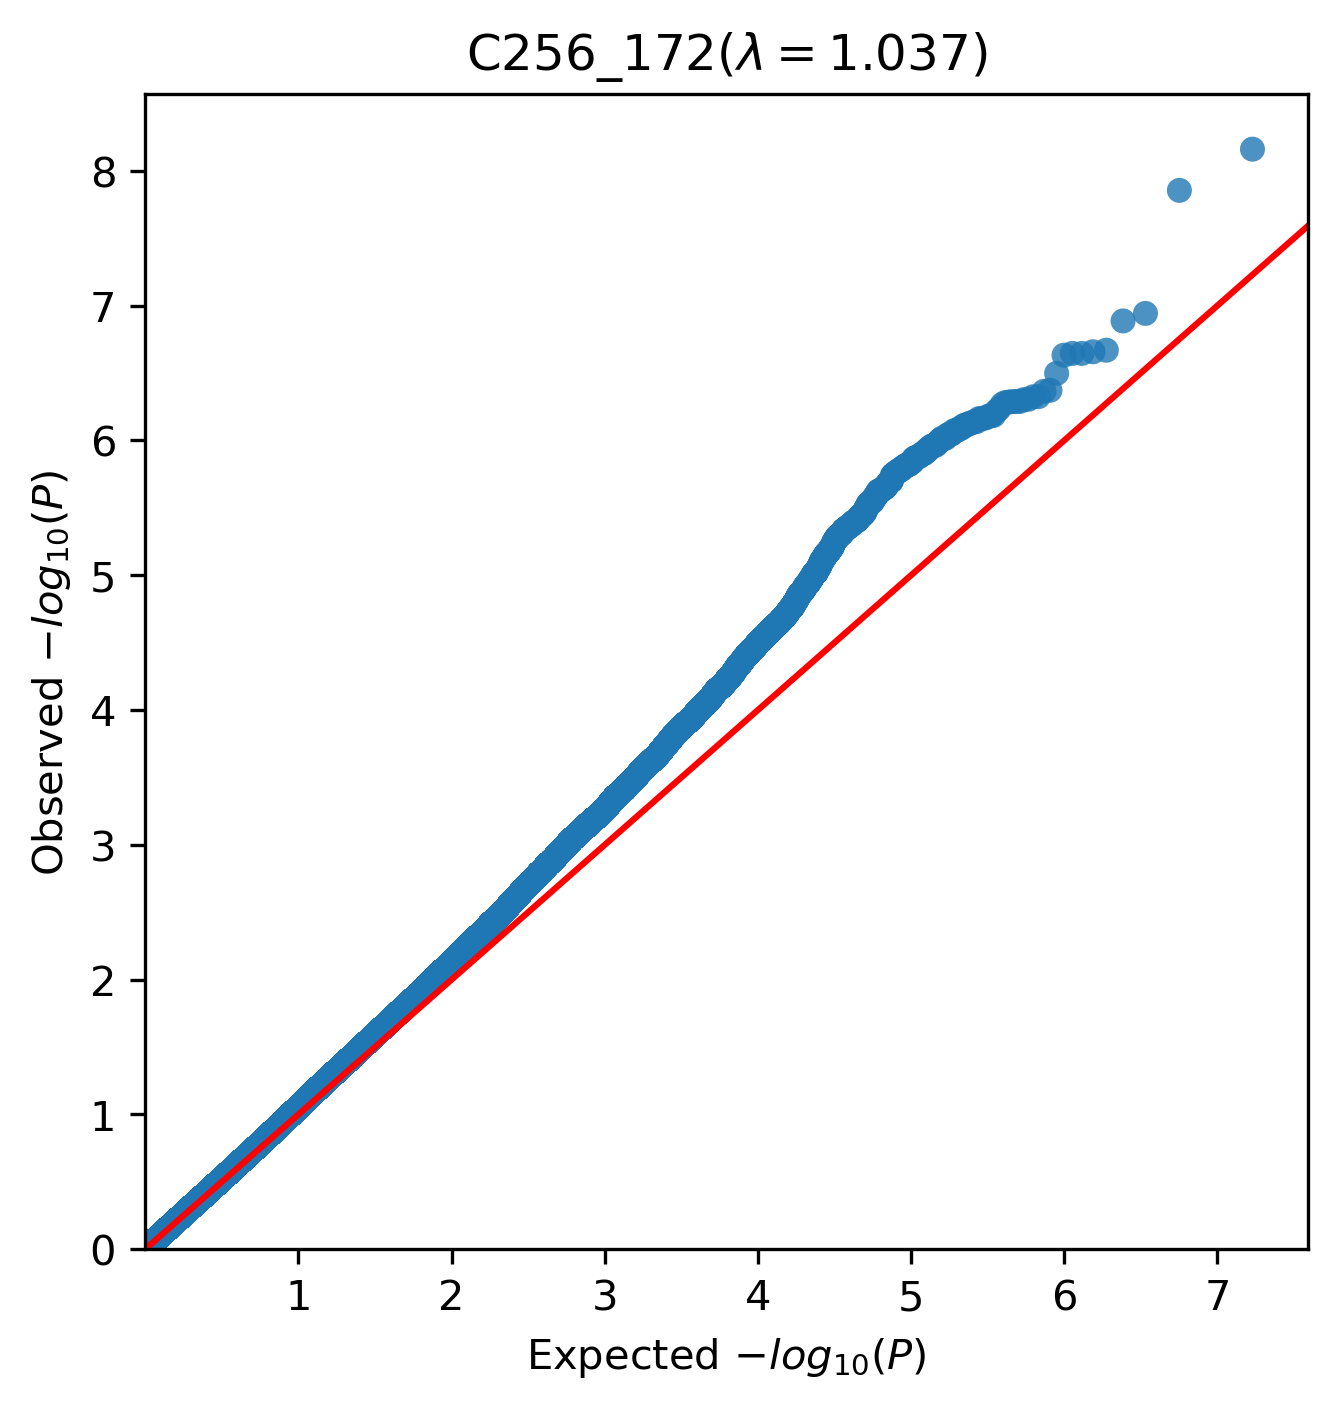 C256_172(λ = 1.037)
8
7
6
5
4
3
2
1
0
Observed −log10(P)
1 2 3 4 5 6 7
Expected −log10(P)